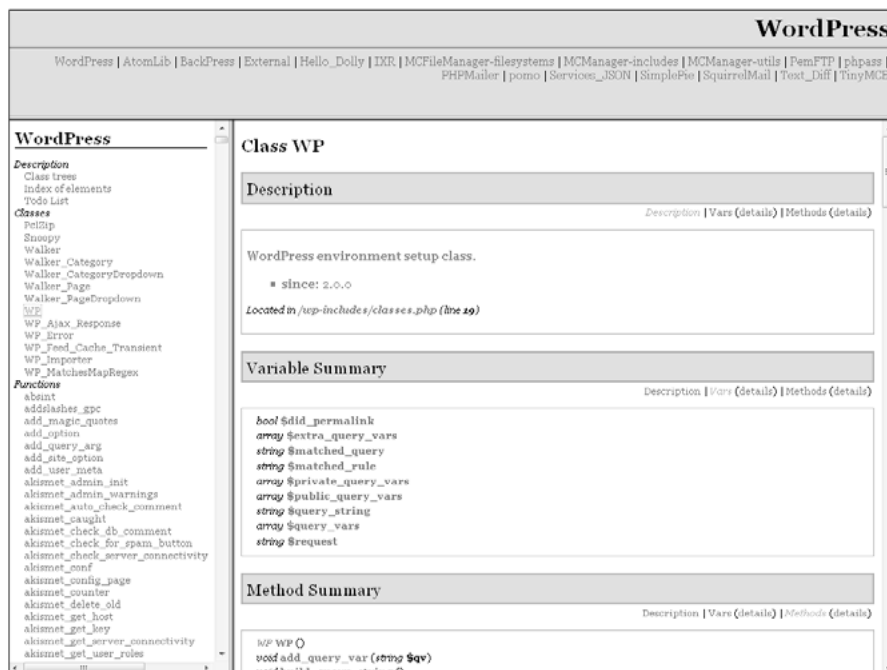 WordPress
WordPress | AtomLib | BackPress | External | Hello_Dolly | IXR | MCFileManager-filesystems | MCManager-includes | MCManager-utils | PemFTP | phpass |
PHPMailer | pomo | Services_JSON | SimplePie | SquirrelMail | Text_Diff | TinyMCE
WordPress
Description
Class trees
Index of elements
Todo List
Classes
PclZip
Snoopy
Walker
Walker_Category
Walker_CategoryDropdown
Walker_Page
Walker_PageDropdown
WP
WP_Ajax_Response
WP_Error
WP_Feed_Cache_Transient
WP_Importer
WP_MatchesMapRegex
Functions
absint
addslashes_gpc
add_magic_quotes
add_option
add_query_arg
add_site_option
add_user_meta
akismet_admin_init
akismet_admin_warnings
akismet_auto_check_comment
akismet_caught
akismet_check_db_comment
akismet_check_for_spam_button
akismet_check_server_connectivity
akismet_conf
akismet_config_page
akismet_counter
akismet_delete_old
akismet_get_host
akismet_get_key
akismet_get_server_connectivity
akismet_get_user_roles
Class WP
Description
Description | Vars (details) | Methods (details)
WordPress environment setup class.
since: 2.0.0
Located in /wp-includes/classes.php (line 19)
Variable Summary
Description | Vars (details) | Methods (details)
bool $did_permalink
array $extra_query_vars
string $matched_query
string $matched_rule
array $private_query_vars
array $public_query_vars
string $query_string
array $query_vars
string $request
Method Summary
Description | Vars (details) | Methods (details)
WP WP ()
void add_query_var (string $qv)